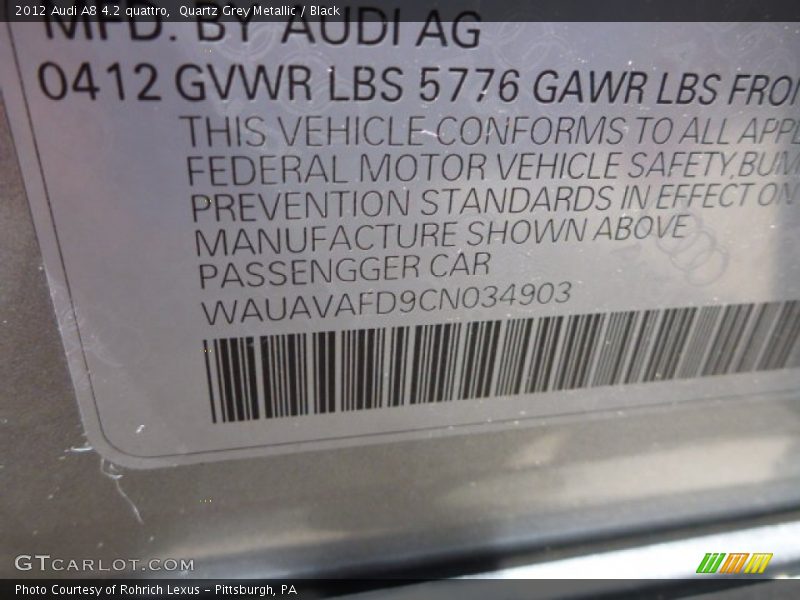 2012 Audi A8 4.2 quattro, Quartz Grey Metallic / Black
MFD. BY AUDI AG
0412 GVWR LBS 5776 GAWR LBS FRO
THIS VEHICLE CONFORMS TO ALL APPL
FEDERAL MOTOR VEHICLE SAFETY, BUM
PREVENTION STANDARDS IN EFFECT ON
MANUFACTURE SHOWN ABOVE
PASSENGGER CAR
WAUAVAFD9CN034903
GTCARLOT.COM
Photo Courtesy of Rohrich Lexus - Pittsburgh, PA